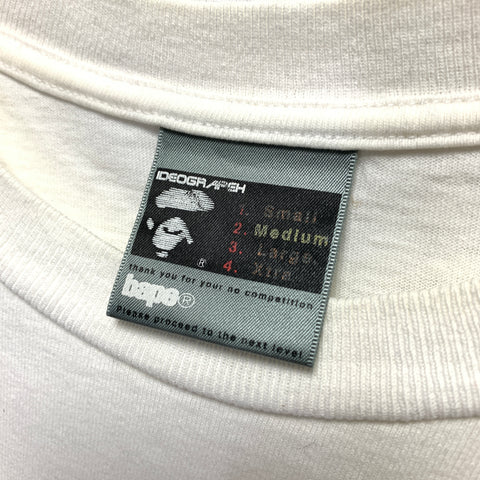 IDEOGRAPEH
1. Small
2. Medium
3. Large
4. Xtra
®
thank you for your no competition
bape®
Please proceed to the next level